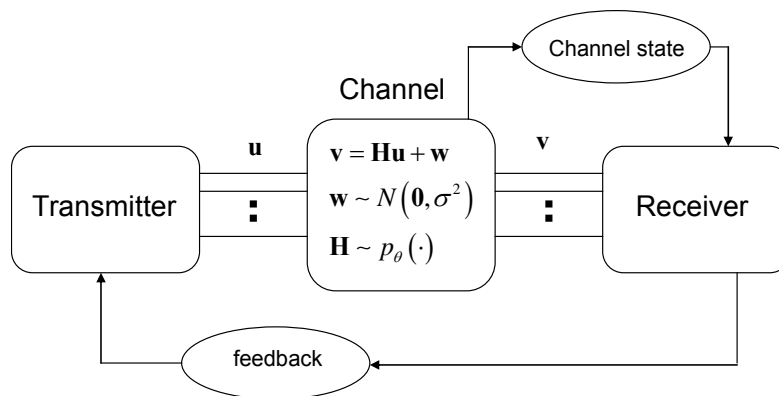 Channel state
Channel
u
v = Hu + w
v
Transmitter
w ~ N(0, σ²)
Receiver
H ~ p_θ(·)
feedback